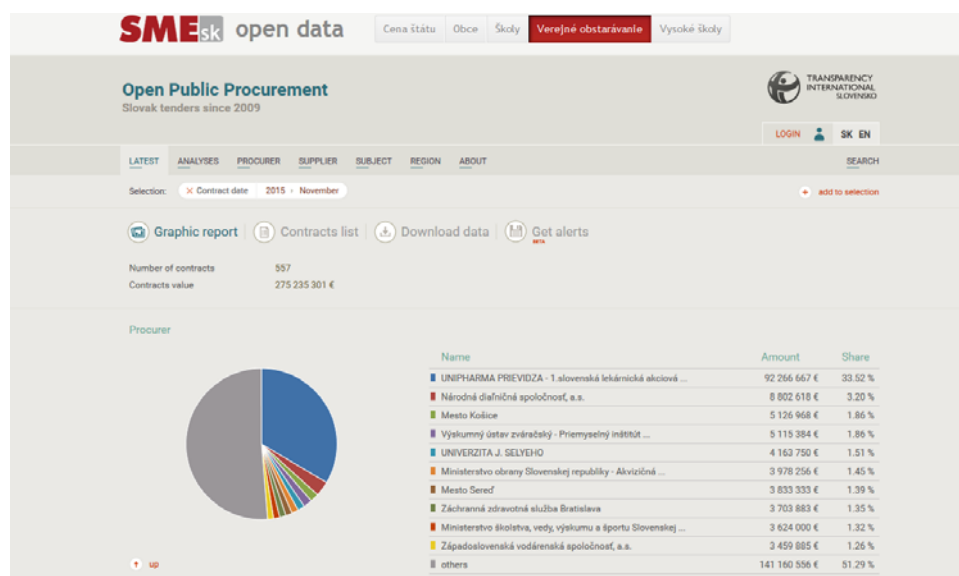 SME.sk open data Cena štátu Obce Školy Verejné obstarávanie Vysoké školy
Open Public Procurement
Slovak tenders since 2009
TRANSPARENCY
INTERNATIONAL
SLOVENSKO
LOGIN SK EN
LATEST ANALYSES PROCURER SUPPLIER SUBJECT REGION ABOUT SEARCH
Selection: × Contract date 2015 › November + add to selection
Graphic report Contracts list Download data Get alerts
BETA
Number of contracts 557
Contracts value 275 235 301 €
Procurer
Name Amount Share
UNIPHARMA PRIEVIDZA - 1.slovenská lekárnická akciová ... 92 266 667 € 33.52 %
Národná diaľničná spoločnosť, a.s. 8 802 618 € 3.20 %
Mesto Košice 5 126 968 € 1.86 %
Výskumný ústav zváračský - Priemyselný inštitút ... 5 115 384 € 1.86 %
UNIVERZITA J. SELYEHO 4 163 750 € 1.51 %
Ministerstvo obrany Slovenskej republiky - Akvizičná ... 3 978 256 € 1.45 %
Mesto Sereď 3 833 333 € 1.39 %
Záchranná zdravotná služba Bratislava 3 703 883 € 1.35 %
Ministerstvo školstva, vedy, výskumu a športu Slovenskej ... 3 624 000 € 1.32 %
Západoslovenská vodárenská spoločnosť, a.s. 3 459 885 € 1.26 %
others 141 160 556 € 51.29 %
↑ up